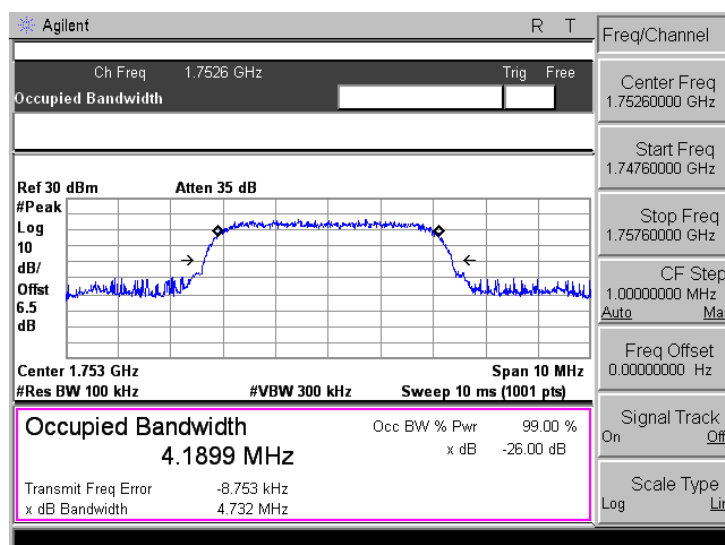 Agilent R T
Freq/Channel
Ch Freq 1.7526 GHz Trig Free
Occupied Bandwidth
Center Freq
1.75260000 GHz
Start Freq
1.74760000 GHz
Stop Freq
1.75760000 GHz
CF Step
1.00000000 MHz
Auto Ma
Freq Offset
0.00000000 Hz
Signal Track
On Off
Scale Type
Log Lin
Ref 30 dBm Atten 35 dB
#Peak
Log
10
dB/
Offst
6.5
dB
Center 1.753 GHz Span 10 MHz
#Res BW 100 kHz #VBW 300 kHz Sweep 10 ms (1001 pts)
Occupied Bandwidth Occ BW % Pwr 99.00 %
4.1899 MHz x dB -26.00 dB
Transmit Freq Error -8.753 kHz
x dB Bandwidth 4.732 MHz